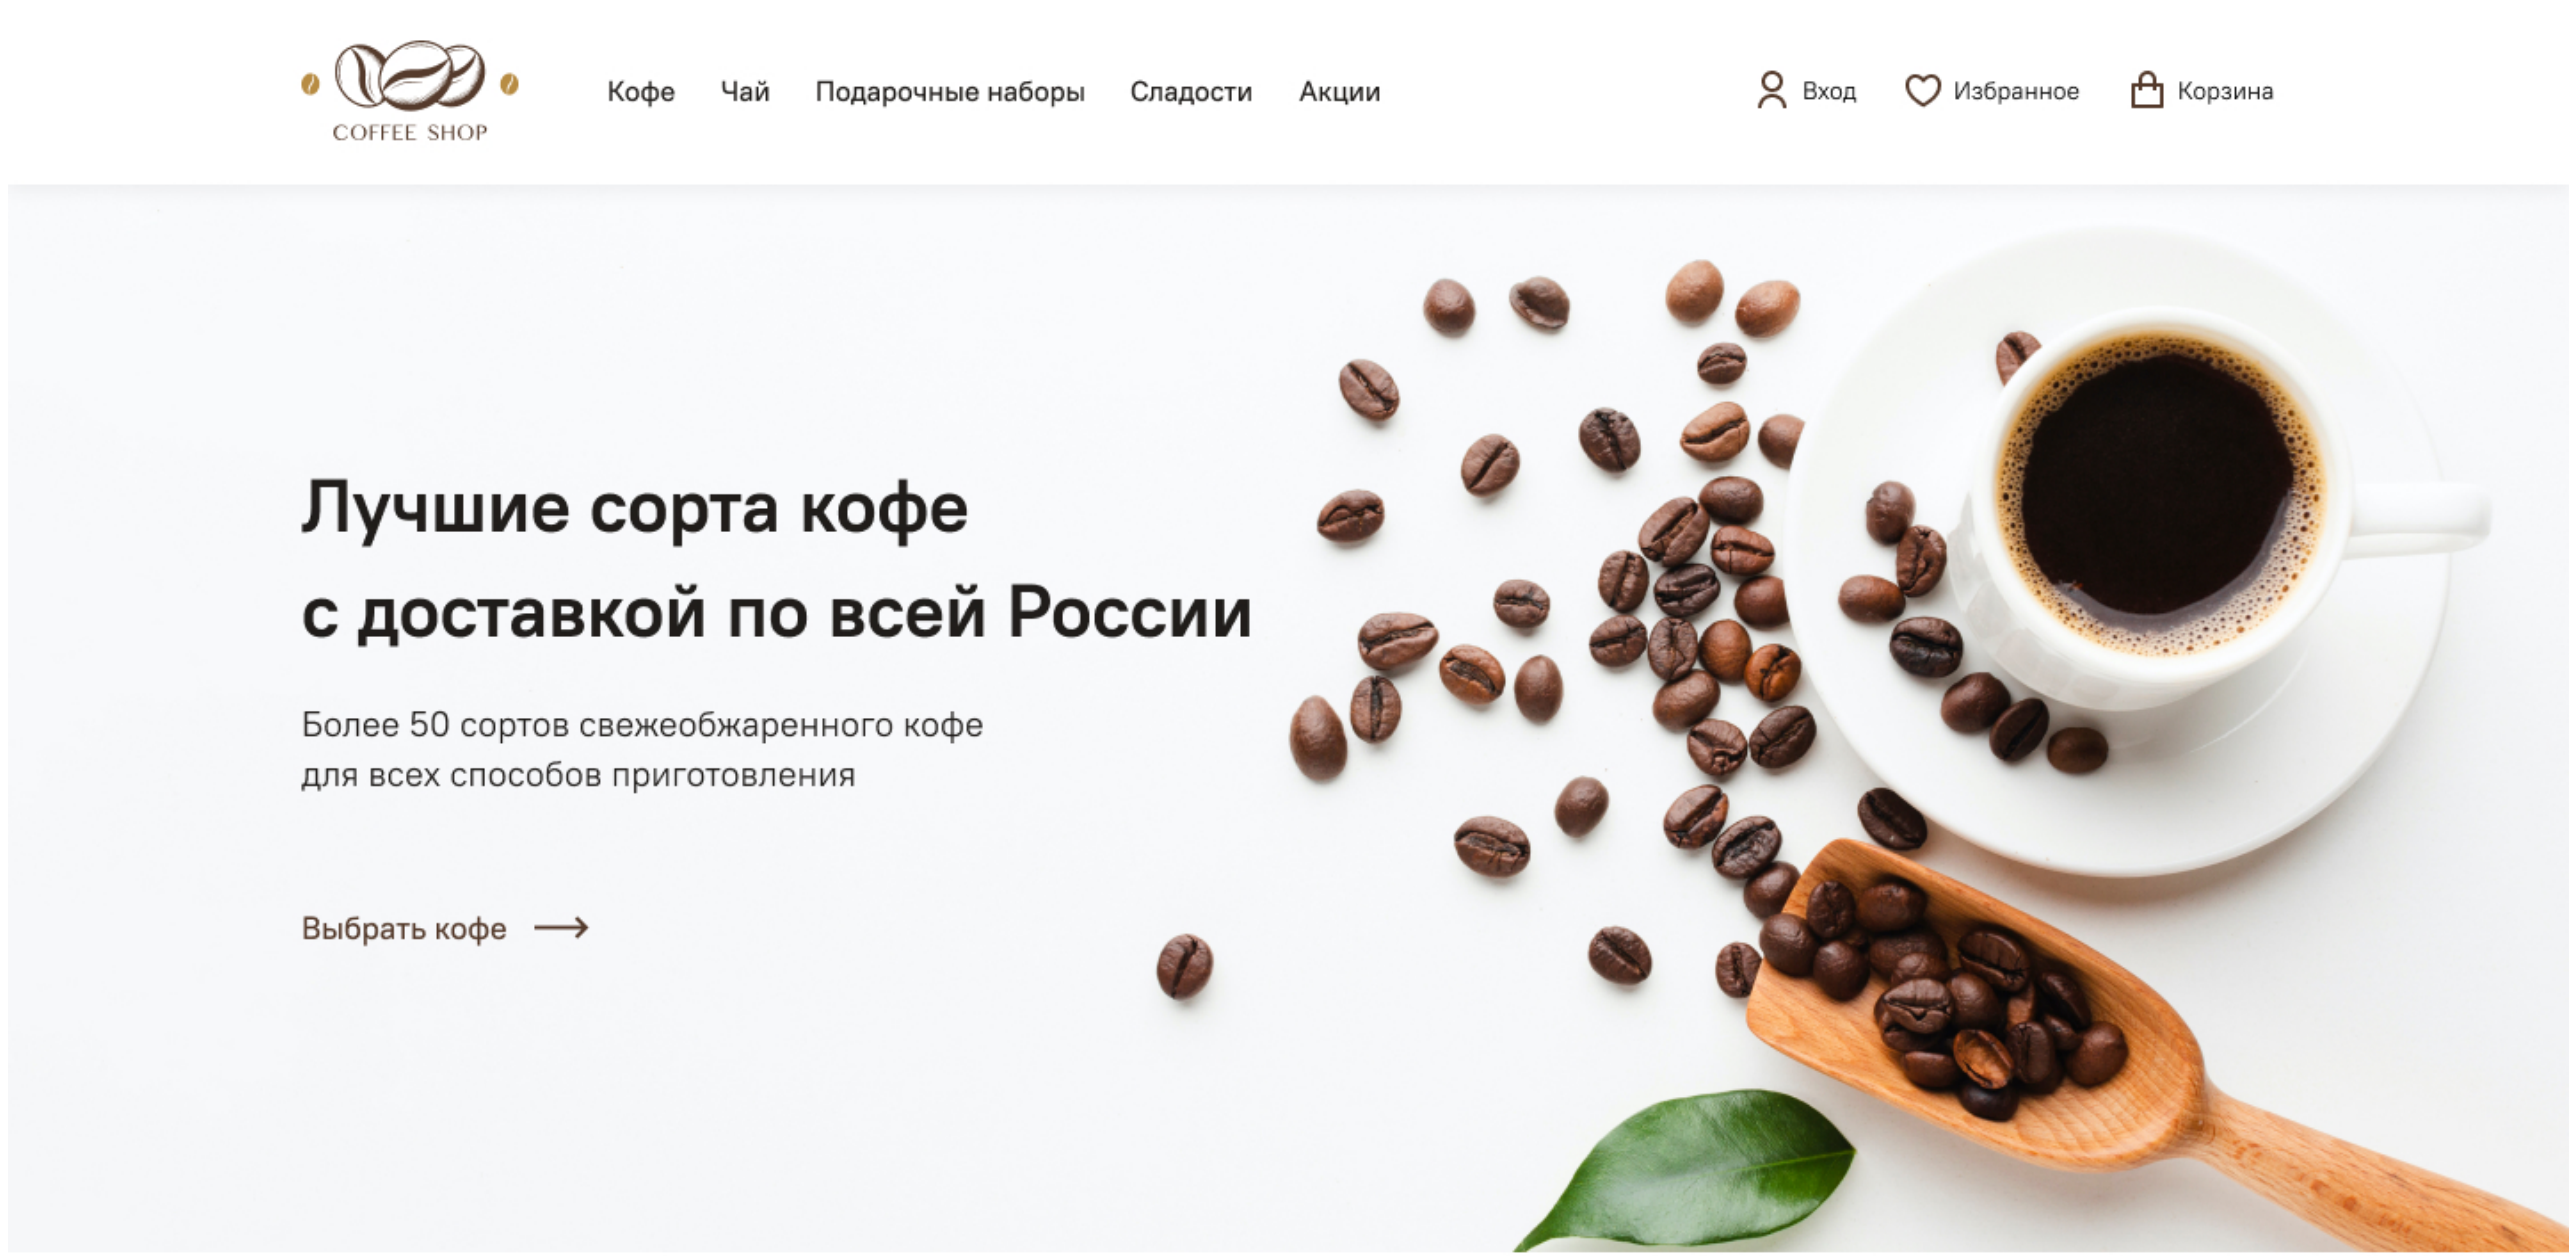 COFFEE SHOP
Кофе Чай Подарочные наборы Сладости Акции
Вход Избранное Корзина
Лучшие сорта кофе
с доставкой по всей России
Более 50 сортов свежеобжаренного кофе
для всех способов приготовления
Выбрать кофе